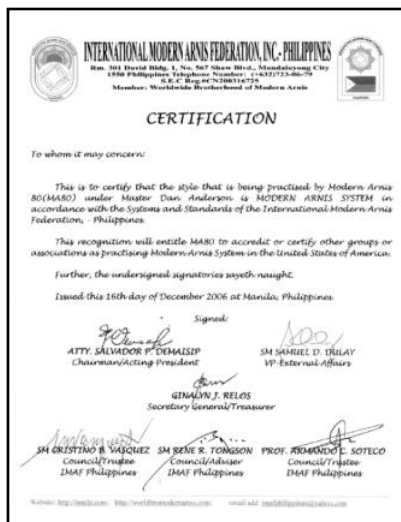 INTERNATIONAL MODERN ARNIS FEDERATION, INC.- PHILIPPINES
Rm. 301 David Bldg. 1, No. 567 Shaw Blvd., Mandaluyong City
1550 Philippines Telephone Number: (+632)723-06-79
S.E.C Reg.#CN200316725
Member: Worldwide Brotherhood of Modern Arnis
CERTIFICATION
To whom it may concern:
This is to certify that the style that is being practised by Modern Arnis
80(MA80) under Master Dan Anderson is MODERN ARNIS SYSTEM in
accordance with the Systems and Standards of the International Modern Arnis
Federation, - Philippines.
This recognition will entitle MA80 to accredit or certify other groups or
associations as practising Modern Arnis System in the United States of America.
Further, the undersigned signatories sayeth naught.
Issued this 16th day of December 2006 at Manila, Philippines.
Signed:
ATTY. SALVADOR P. DEMAISIP SM SAMUEL D. DULAY
Chairman/Acting President VP-External Affairs
GINALYN J. RELOS
Secretary General/Treasurer
SM CRISTINO B. VASQUEZ SM RENE R. TONGSON PROF. ARMANDO C. SOTECO
Council/Trustee Council/Adviser Council/Trustee
IMAF Philippines IMAF Philippines IMAF Philippines
Website: email add: